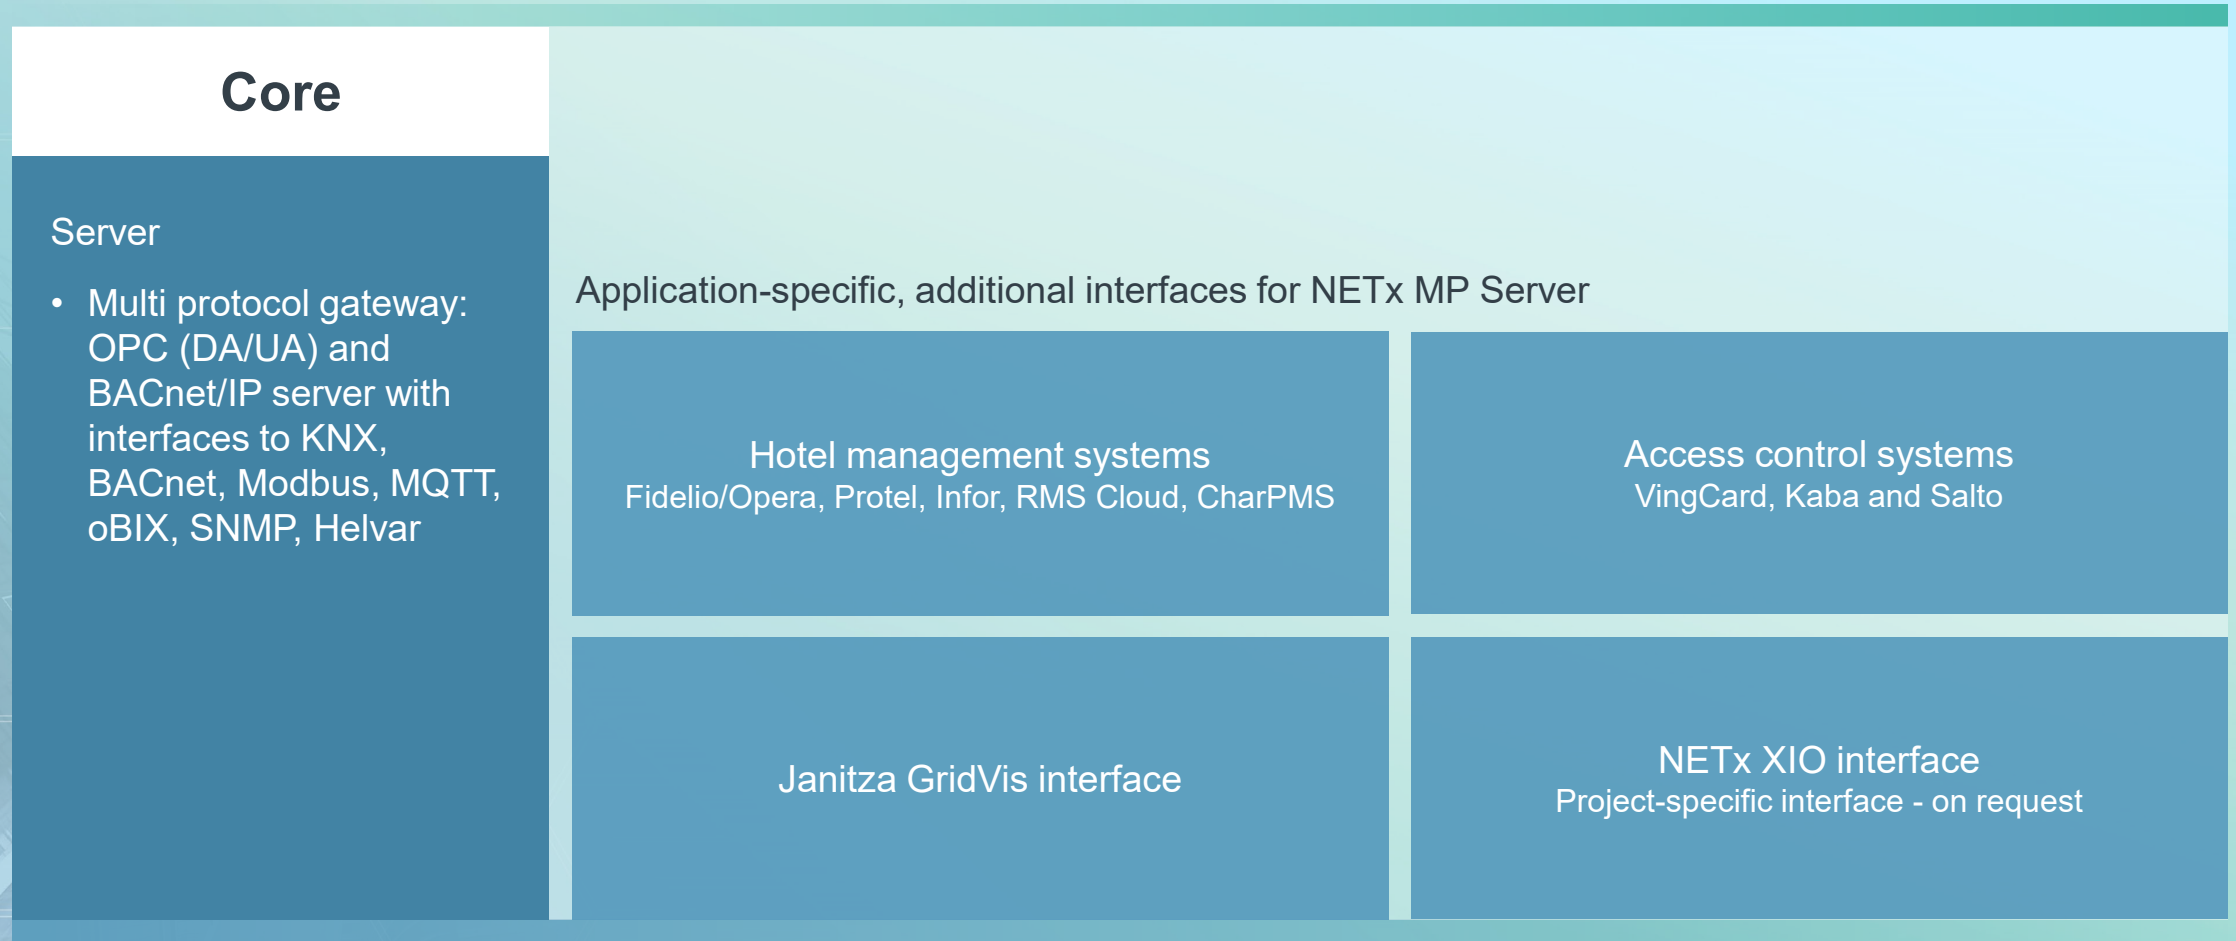 Core
Server
• Multi protocol gateway:
OPC (DA/UA) and
BACnet/IP server with
interfaces to KNX,
BACnet, Modbus, MQTT,
oBIX, SNMP, Helvar
Application-specific, additional interfaces for NETx MP Server
Hotel management systems
Fidelio/Opera, Protel, Infor, RMS Cloud, CharPMS
Access control systems
VingCard, Kaba and Salto
Janitza GridVis interface
NETx XIO interface
Project-specific interface - on request